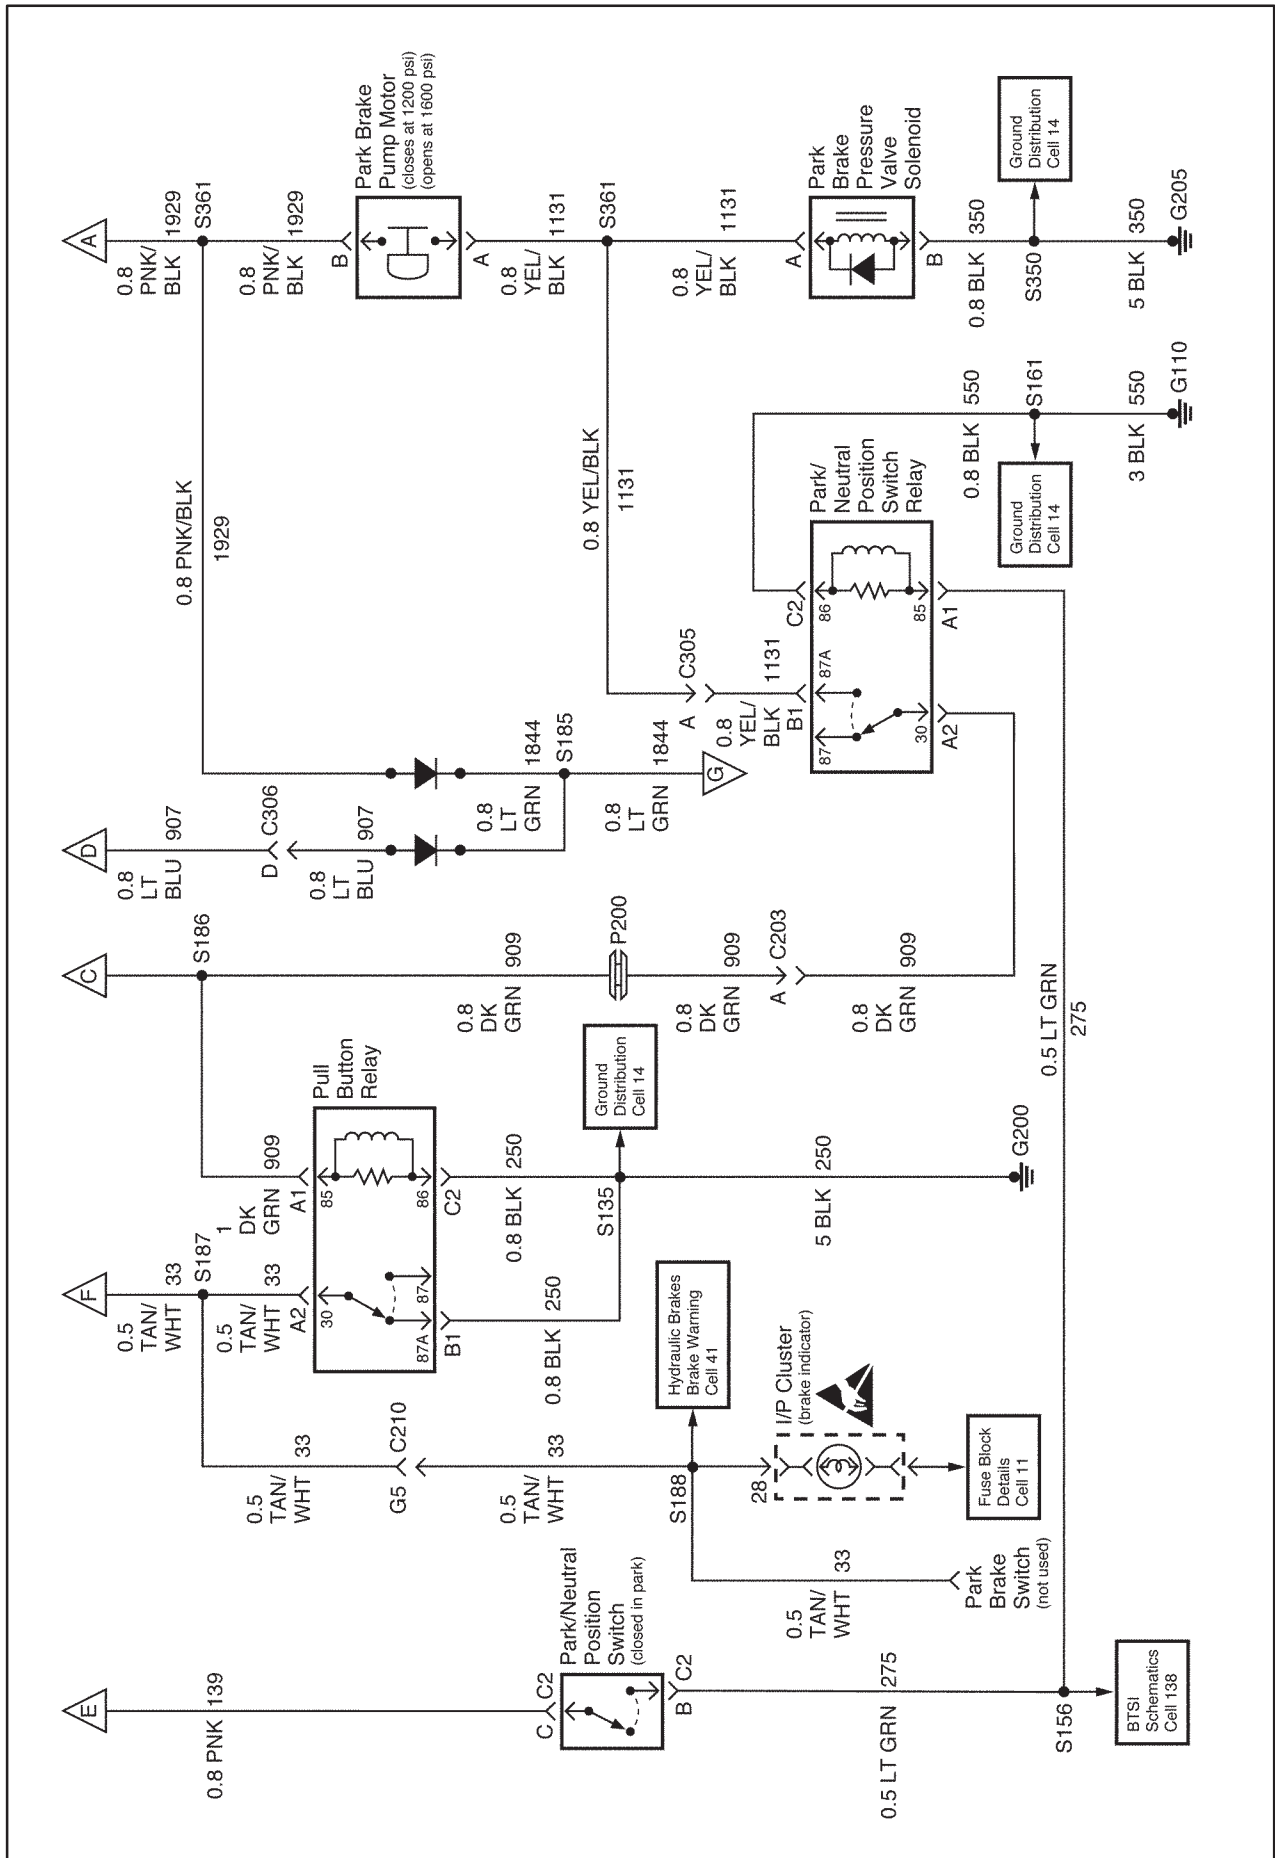 E
0.8 PNK 139
C C2
Park/Neutral
Position
Switch
(closed in park)
B C2
0.5 LT GRN 275
S156
BTSI
Schematics
Cell 138
F
0.5
TAN/
WHT
33
S187
0.5
TAN/
WHT
33
0.5
TAN/
WHT
33
G5 C210
0.5
TAN/
WHT
33
S188
Hydraulic Brakes
Brake Warning
Cell 41
28
I/P Cluster
(brake indicator)
Fuse Block
Details
Cell 11
0.5
TAN/
WHT
33
Park
Brake
Switch
(not used)
1
DK
GRN
909
A2
A1
30
85
Pull
Button
Relay
87A
87
86
B1
C2
0.8 BLK 250
0.8 BLK 250
S135
Ground
Distribution
Cell 14
5 BLK 250
G200
0.5 LT GRN
275
C
S186
0.8
DK
GRN
909
P200
0.8
DK
GRN
909
A C203
0.8
DK
GRN
909
D
0.8
LT
BLU
907
D C306
0.8
LT
BLU
907
0.8
LT
GRN
1844
S185
0.8
LT
GRN
1844
G
0.8 PNK/BLK
1929
0.8 YEL/BLK
1131
A C305
0.8
YEL/
BLK
1131
B1
C2
87
87A
86
Park/
Neutral
Position
Switch
Relay
30
85
A2
A1
0.8 BLK 550
Ground
Distribution
Cell 14
S161
3 BLK 550
G110
A
0.8
PNK/
BLK
1929
S361
0.8
PNK/
BLK
1929
B
Park Brake
Pump Motor
(closes at 1200 psi)
(opens at 1600 psi)
A
0.8
YEL/
BLK
1131
S361
0.8
YEL/
BLK
1131
A
Park
Brake
Pressure
Valve
Solenoid
B
0.8 BLK 350
S350
Ground
Distribution
Cell 14
5 BLK 350
G205